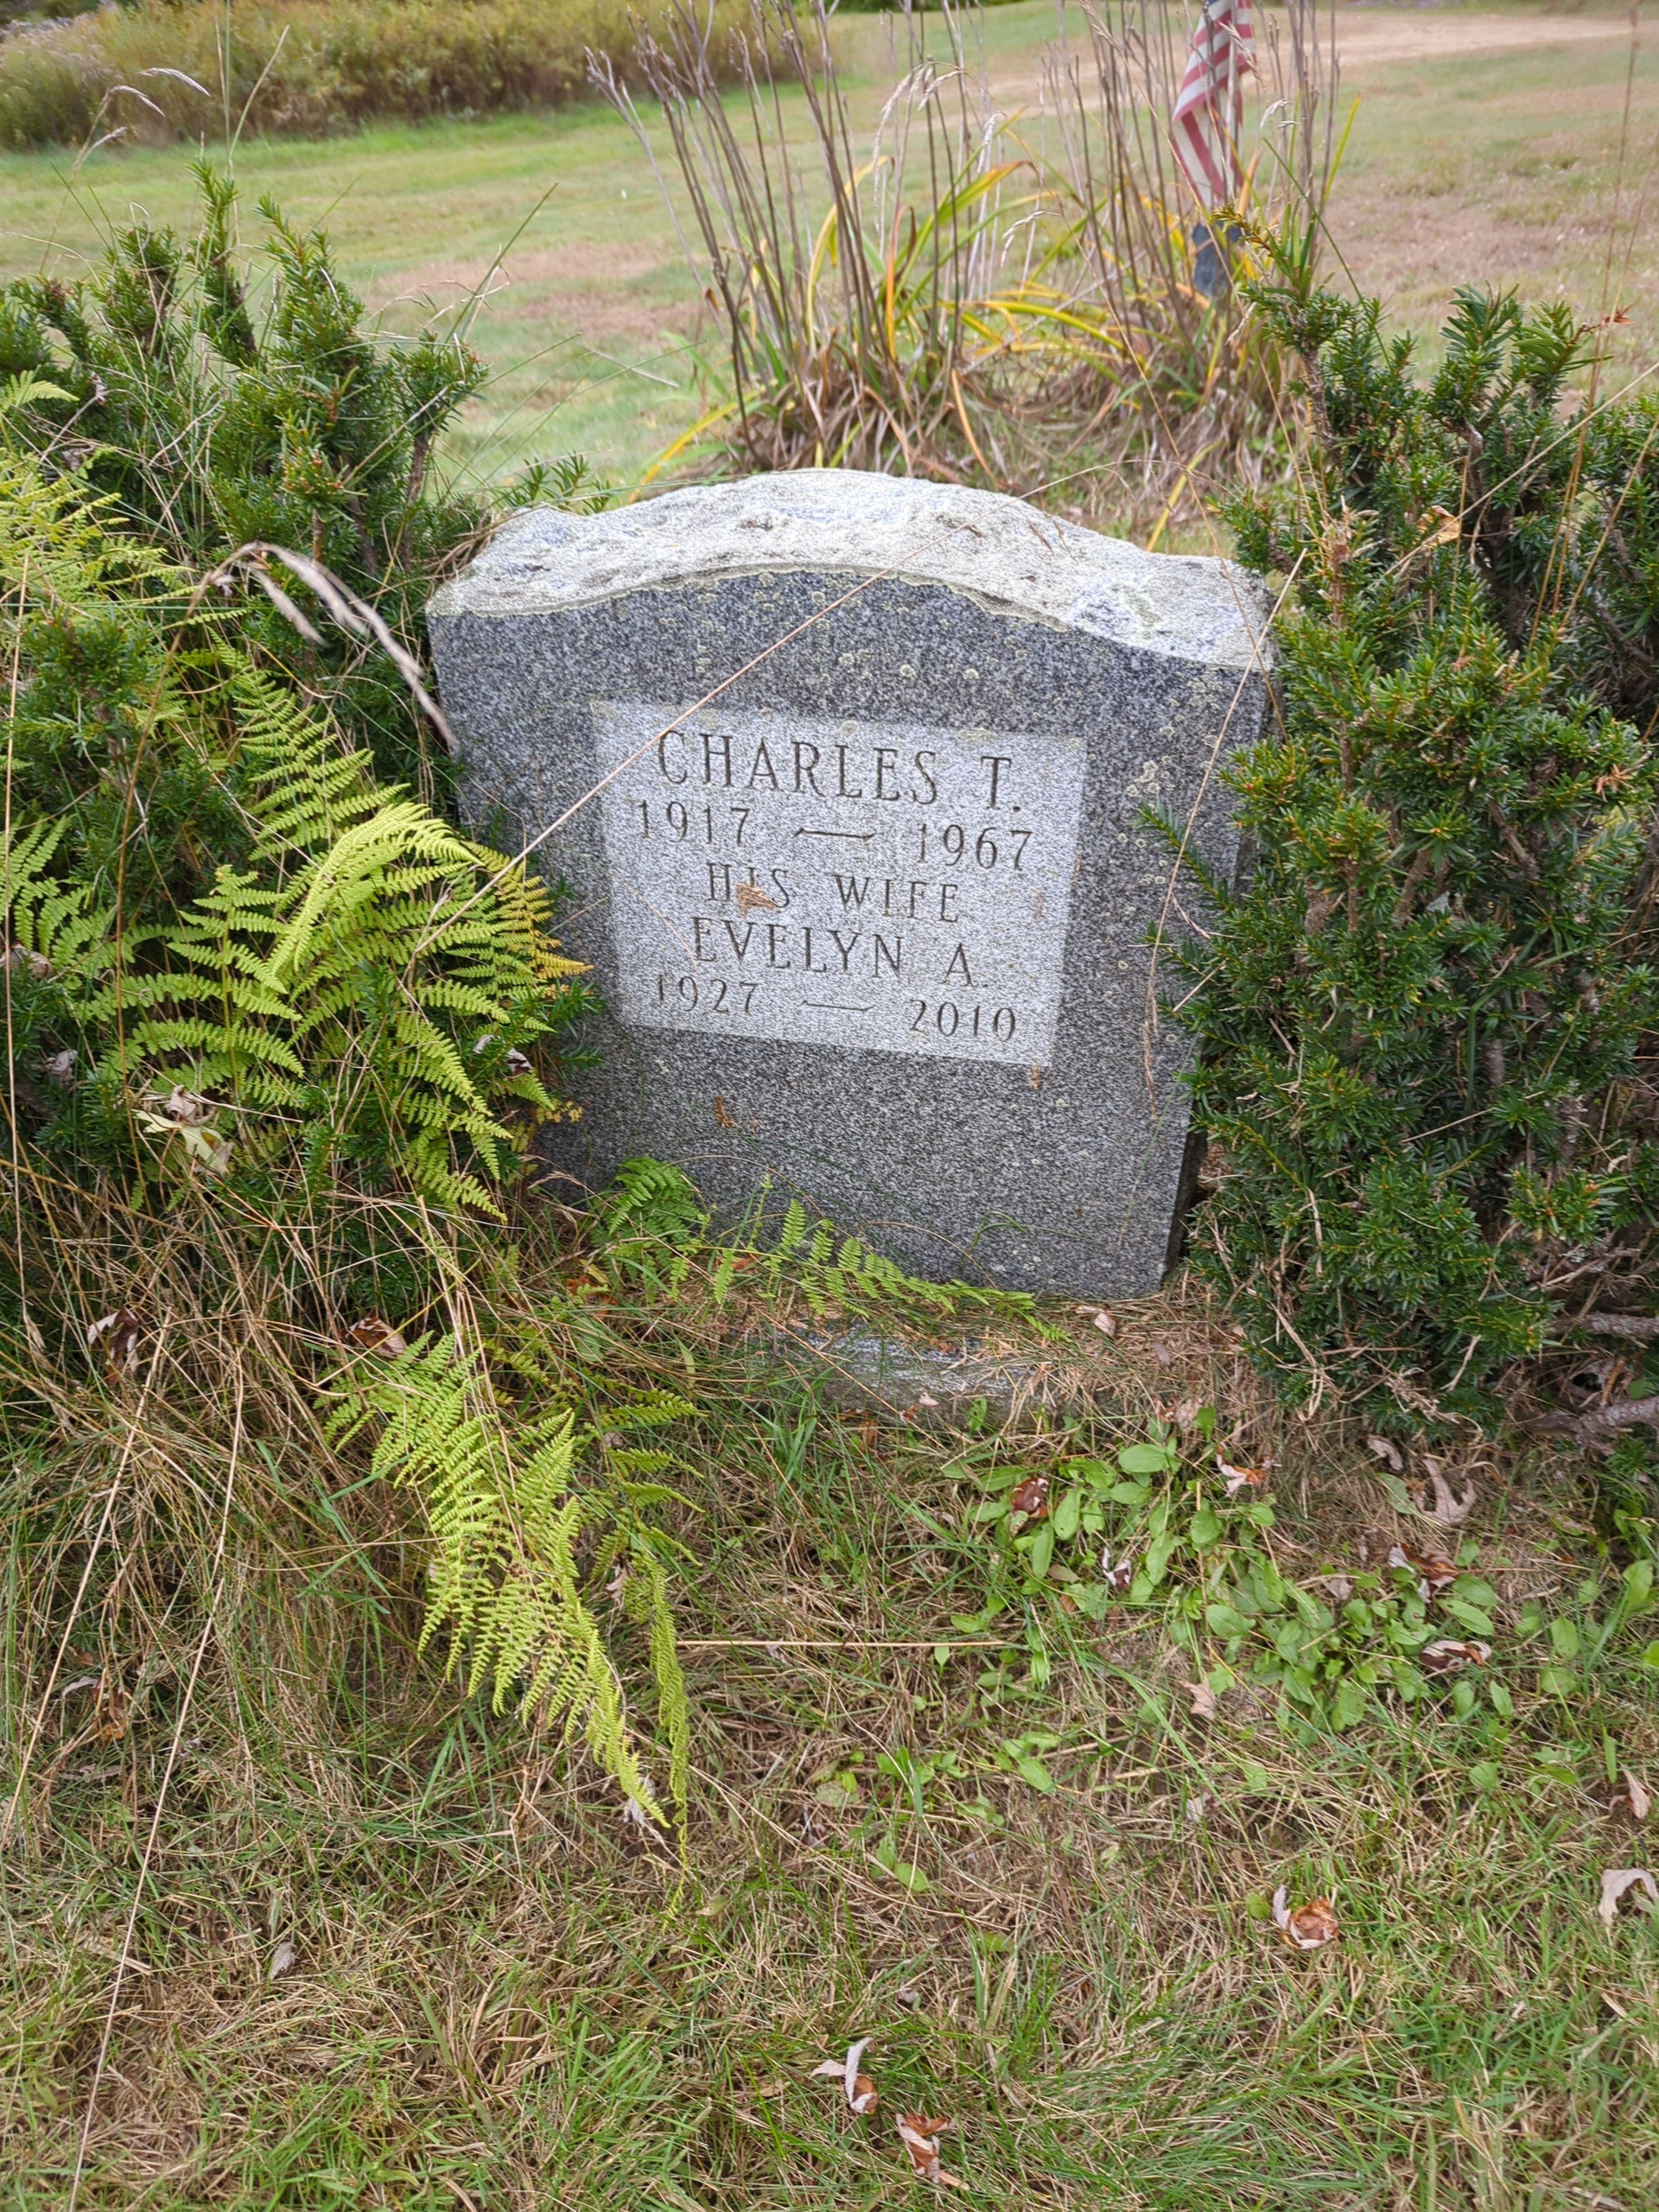 CHARLES T.
1917 — 1967
HIS WIFE
EVELYN A.
1927 — 2010